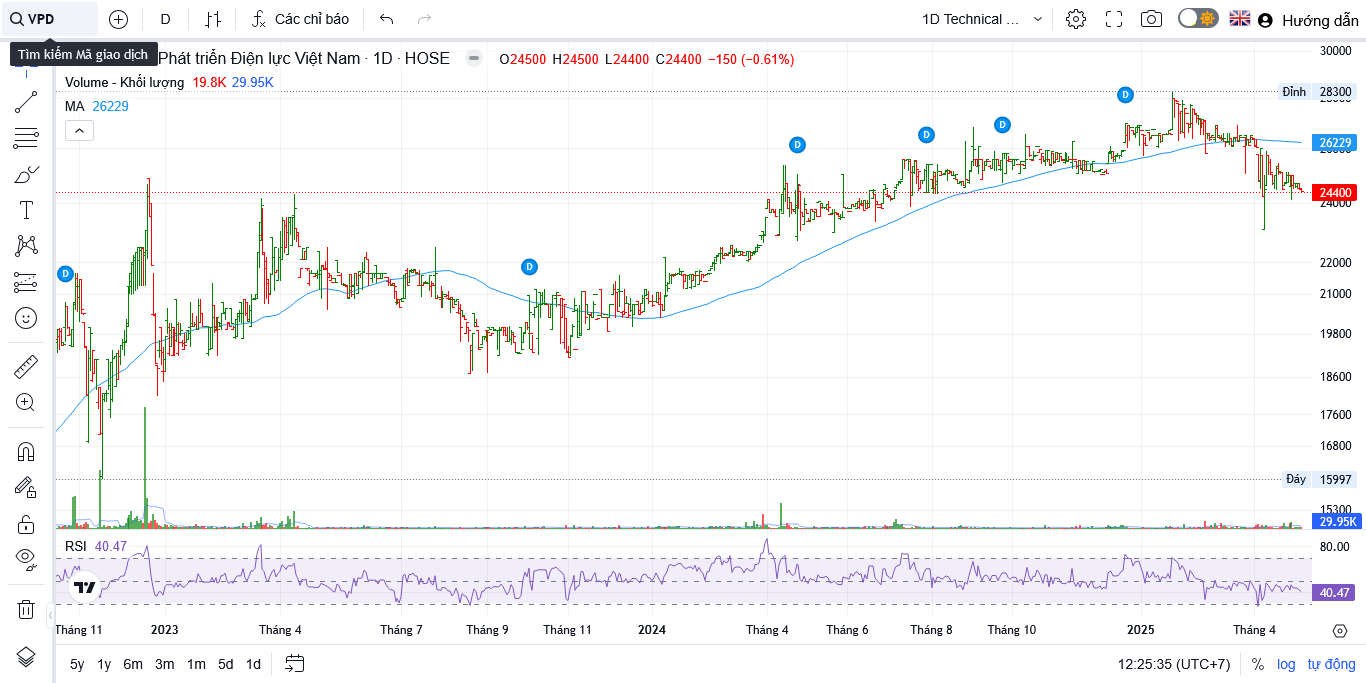 VPD
D
Các chỉ báo
1D Technical ...
Hướng dẫn
Tìm kiếm Mã giao dịch
Phát triển Điện lực Việt Nam · 1D · HOSE
O24500 H24500 L24400 C24400 −150 (−0.61%)
Volume - Khối lượng 19.8K 29.95K
MA 26229
30000
Đỉnh 28300
28000
26229
26000
24400
24000
22000
21000
19800
18600
17600
16800
Đáy 15997
15300
29.95K
D
D
D
D
D
D
RSI 40.47
80.00
40.47
Tháng 11 2023 Tháng 4 Tháng 7 Tháng 9 Tháng 11 2024 Tháng 4 Tháng 6 Tháng 8 Tháng 10 2025 Tháng 4
5y 1y 6m 3m 1m 5d 1d
12:25:35 (UTC+7) % log tự động